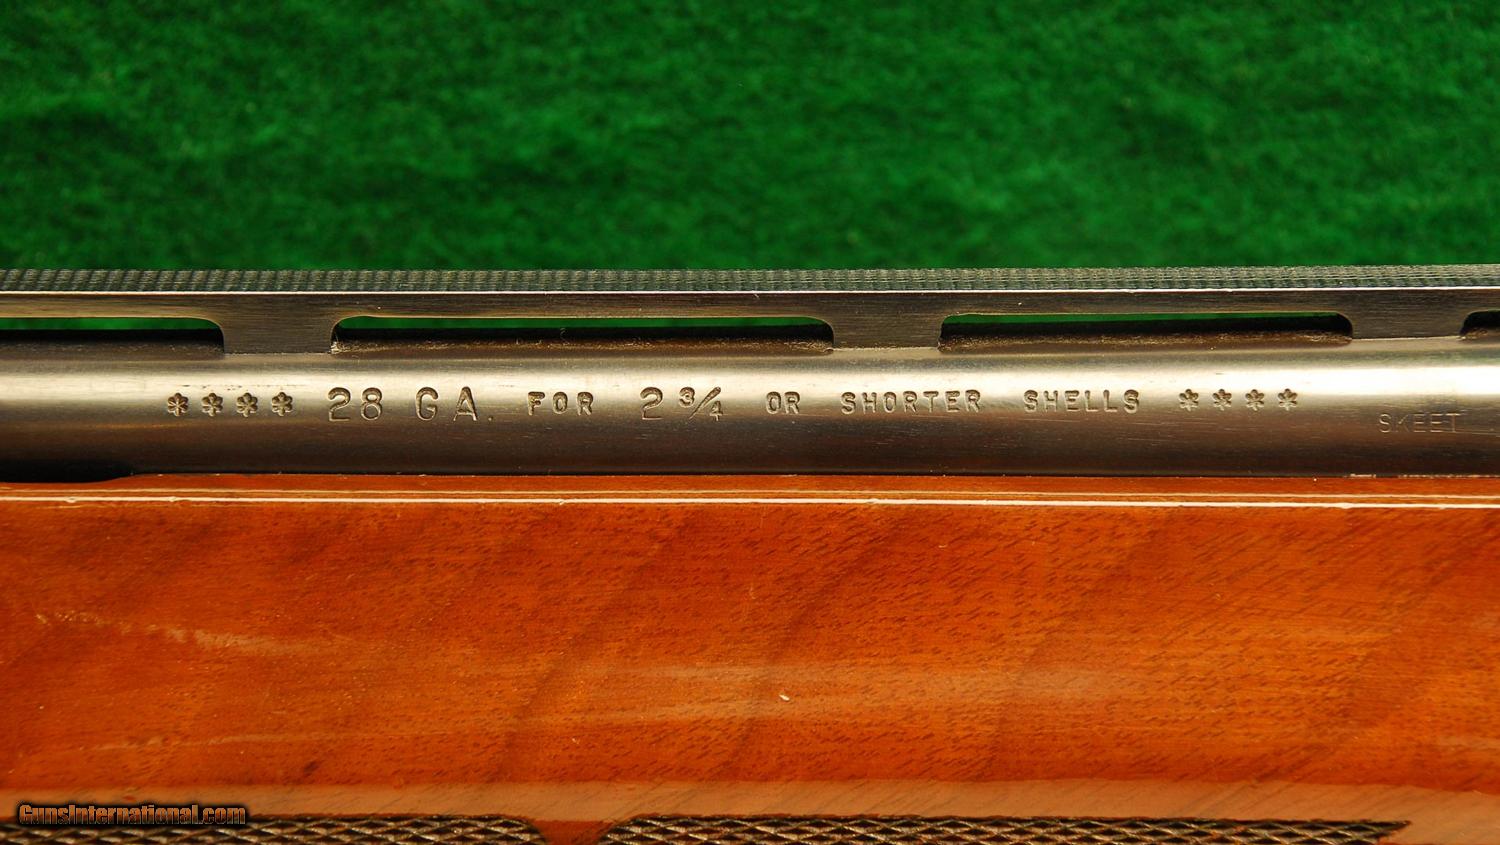 **** 28 GA. FOR 2 3/4 OR SHORTER SHELLS ****
SKEET
GunsInternational.com